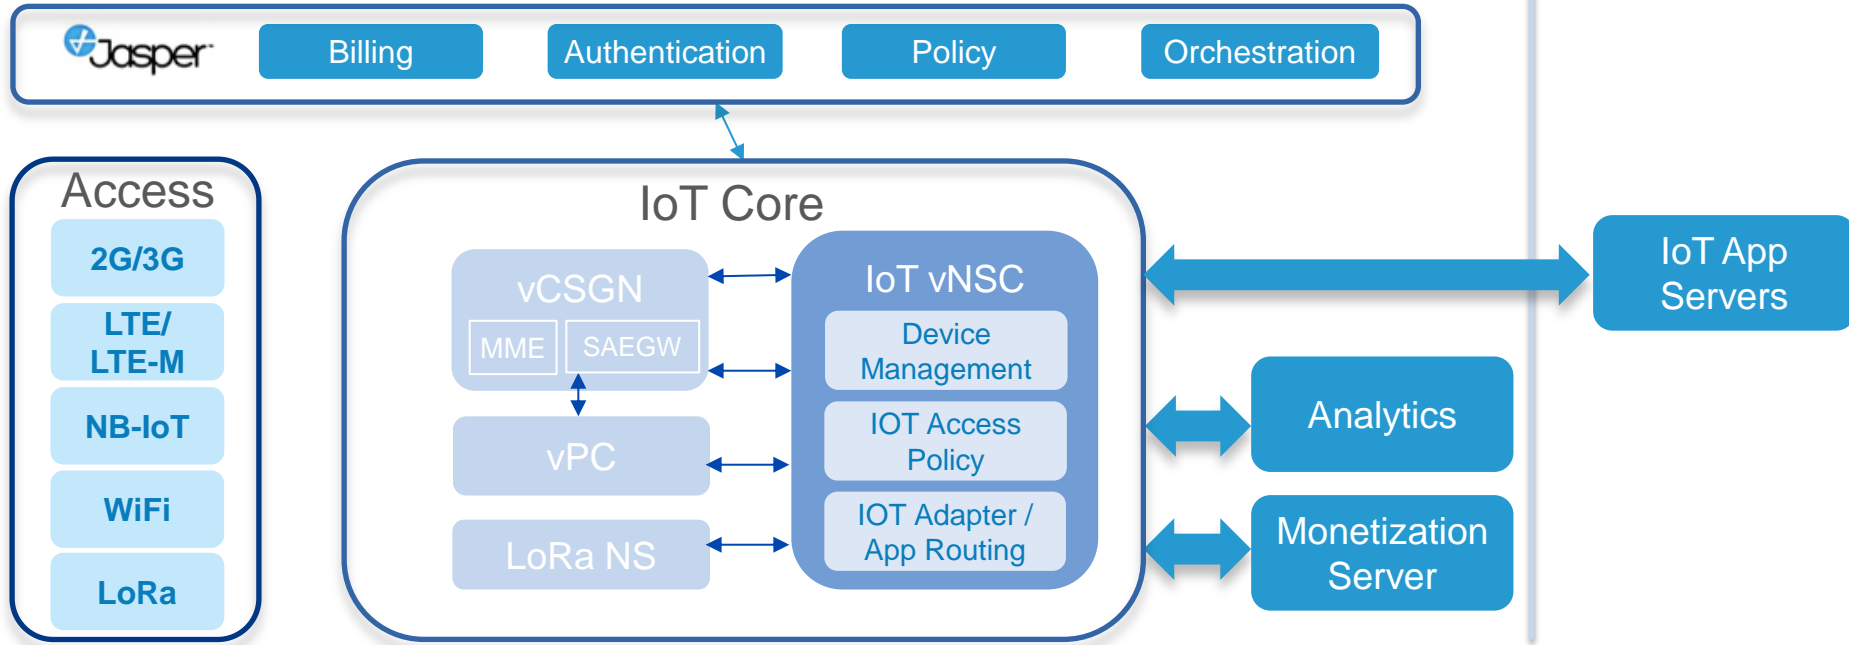 Jasper
Billing
Authentication
Policy
Orchestration
Access
2G/3G
LTE/
LTE-M
NB-IoT
WiFi
LoRa
IoT Core
vCSGN
MME
SAEGW
vPC
LoRa NS
IoT vNSC
Device
Management
IOT Access
Policy
IOT Adapter /
App Routing
IoT App
Servers
Analytics
Monetization
Server